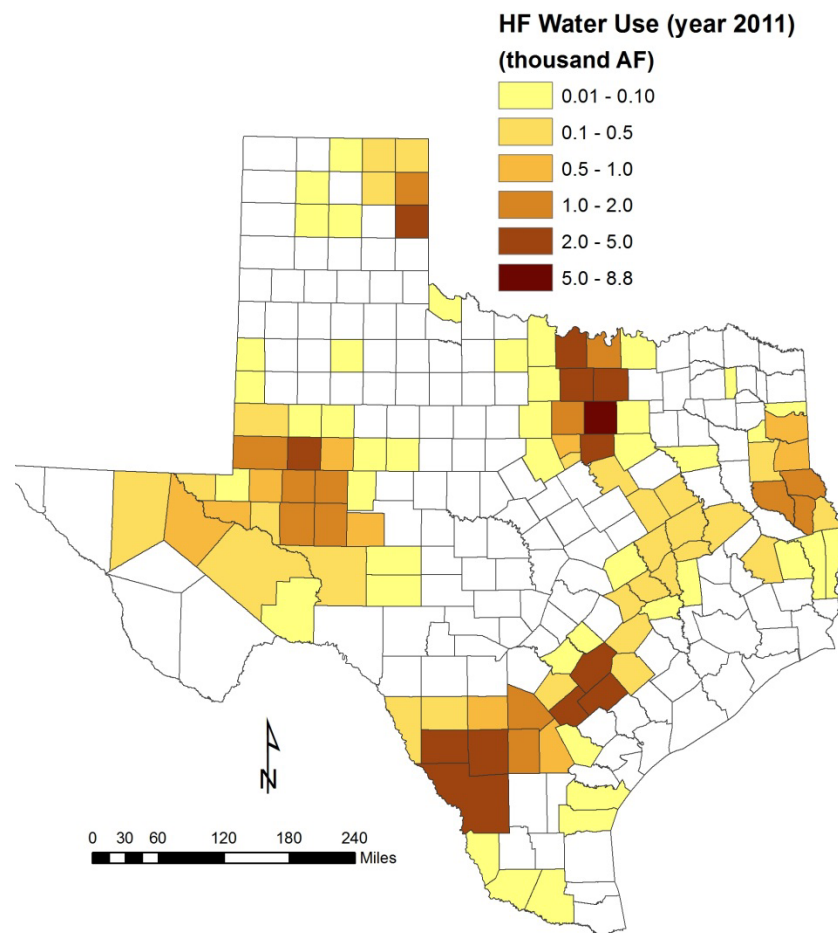 HF Water Use (year 2011)
(thousand AF)
0.01 - 0.10
0.1 - 0.5
0.5 - 1.0
1.0 - 2.0
2.0 - 5.0
5.0 - 8.8
N
0 30 60 120 180 240
Miles